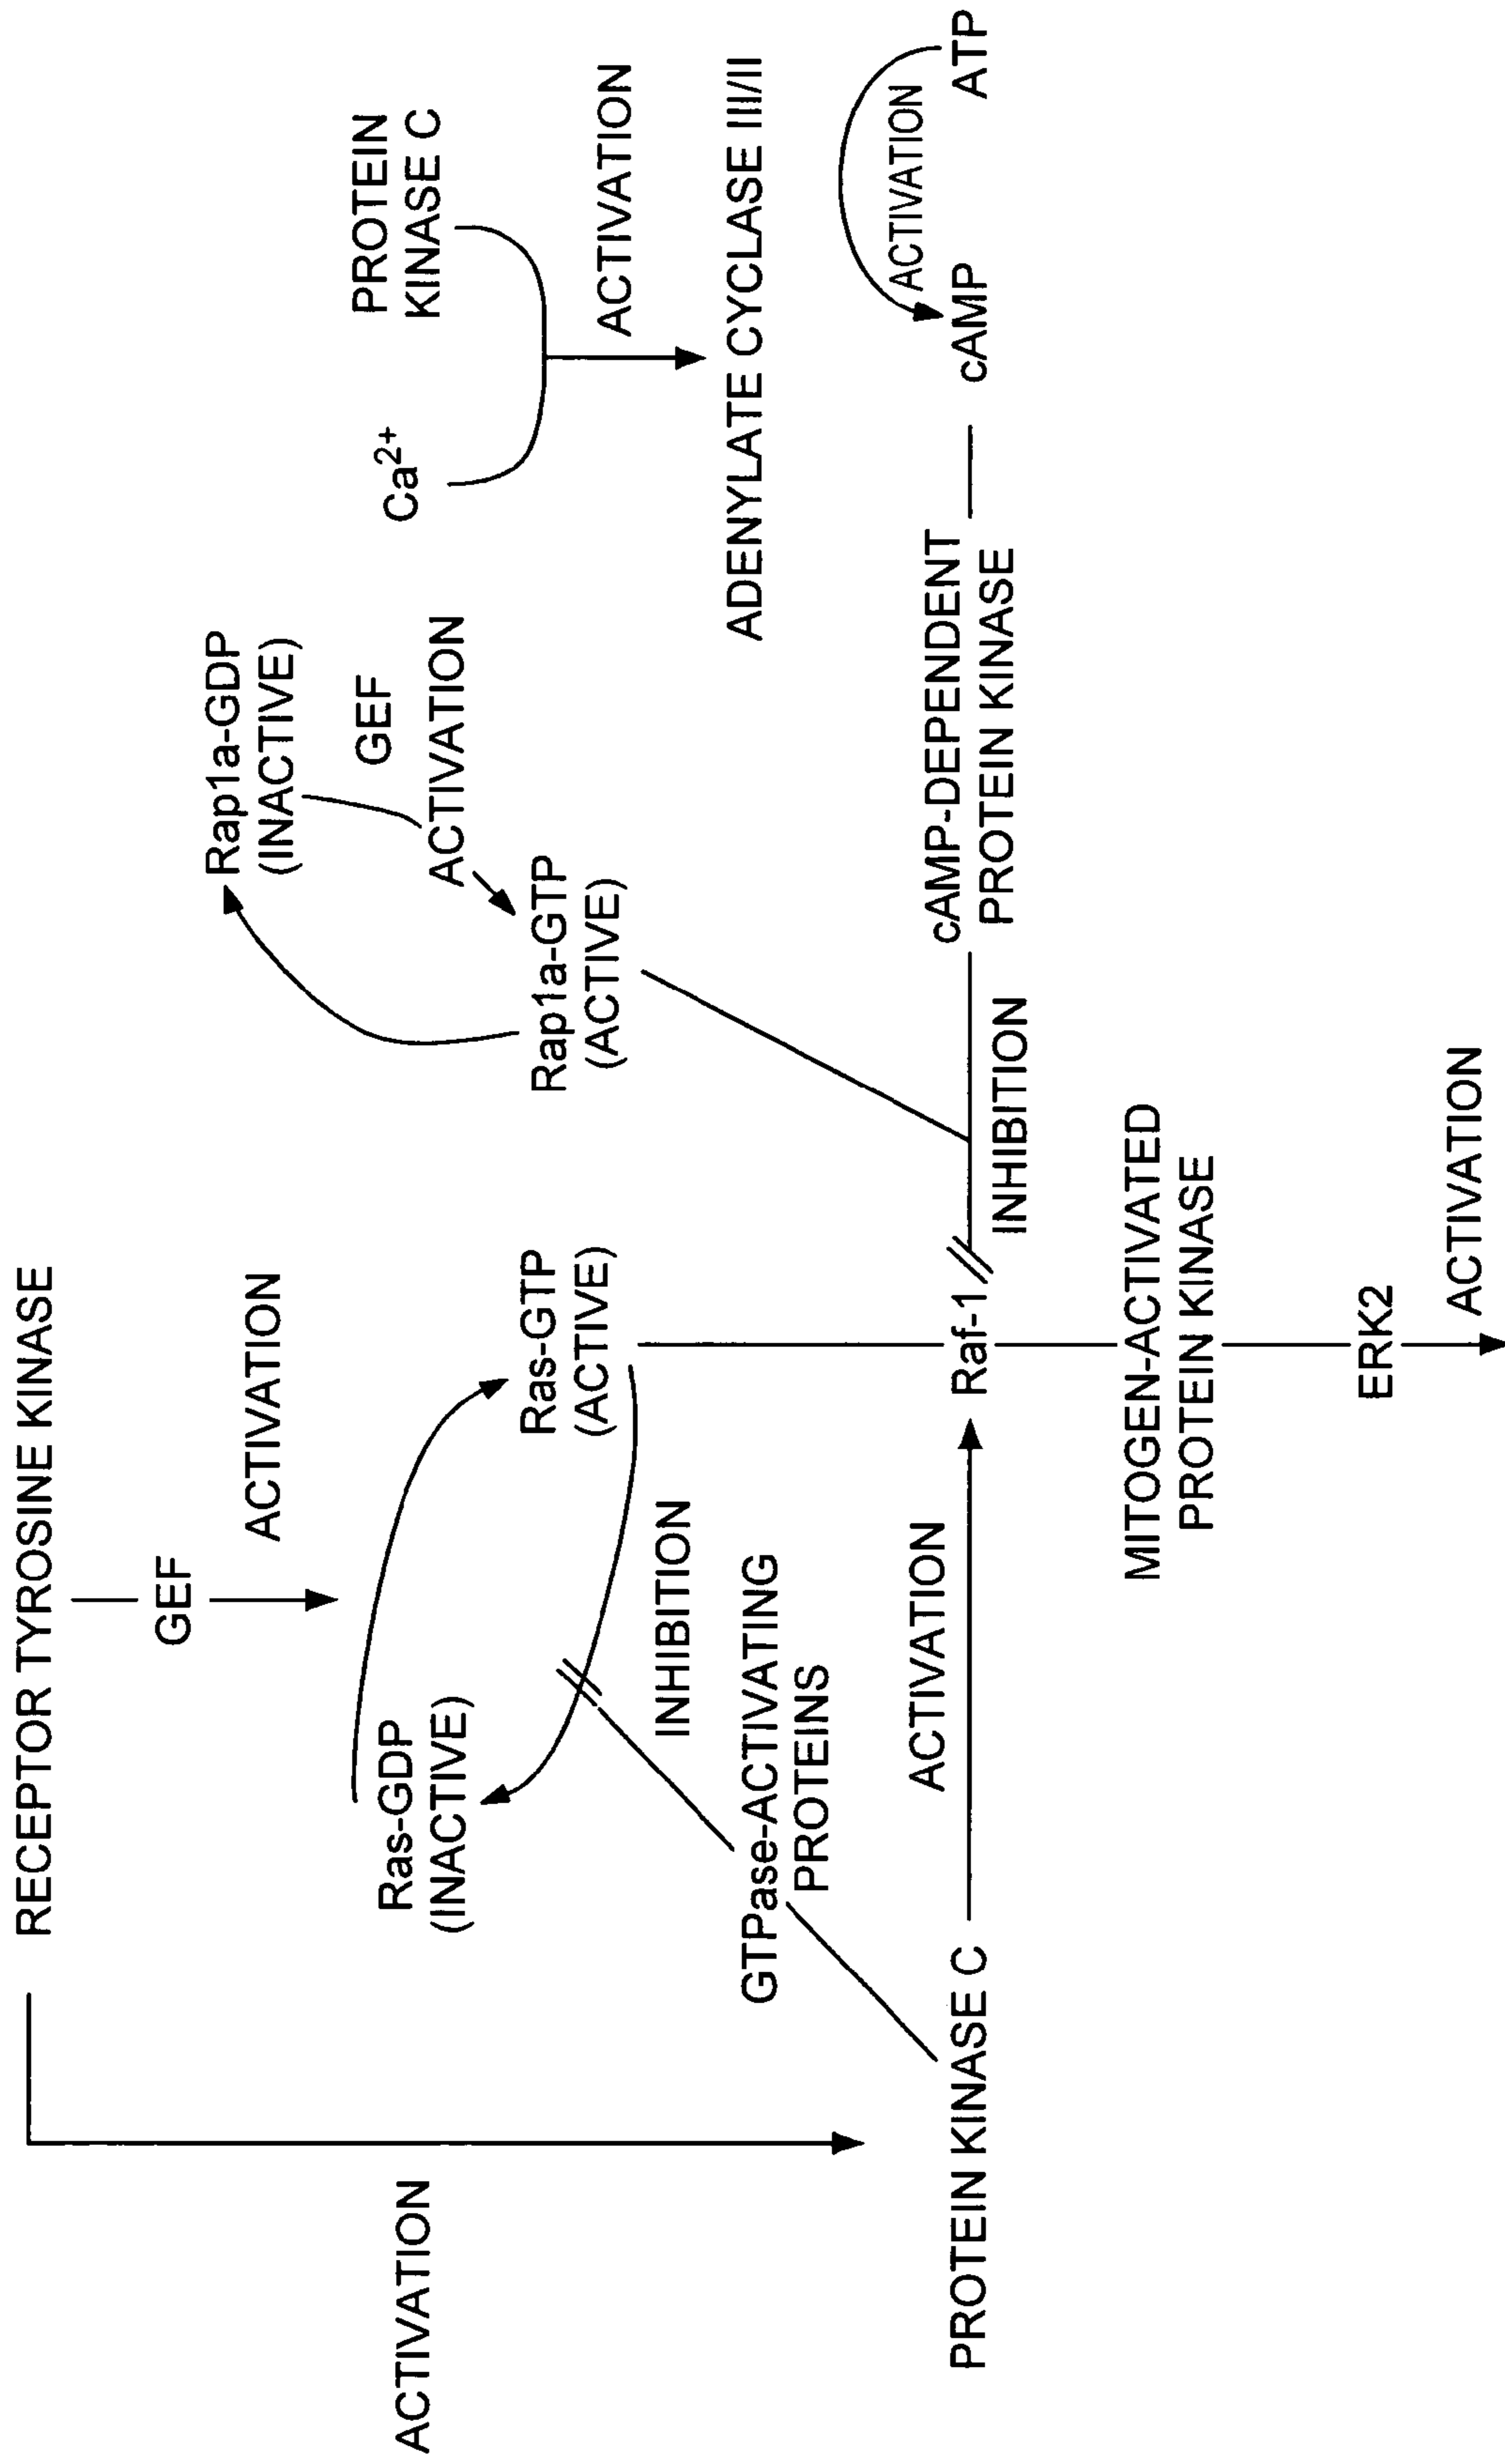 RECEPTOR TYROSINE KINASE
GEF
ACTIVATION
ACTIVATION
Ras-GDP
(INACTIVE)
Ras-GTP
(ACTIVE)
INHIBITION
GTPase-ACTIVATING
PROTEINS
Rap1a-GDP
(INACTIVE)
GEF
ACTIVATION
Rap1a-GTP
(ACTIVE)
Ca2+
PROTEIN
KINASE C
ACTIVATION
ADENYLATE CYCLASE III/II
ACTIVATION
PROTEIN KINASE C
ACTIVATION
Raf-1
INHIBITION
cAMP-DEPENDENT
PROTEIN KINASE
cAMP
ATP
MITOGEN-ACTIVATED
PROTEIN KINASE
ERK2
ACTIVATION